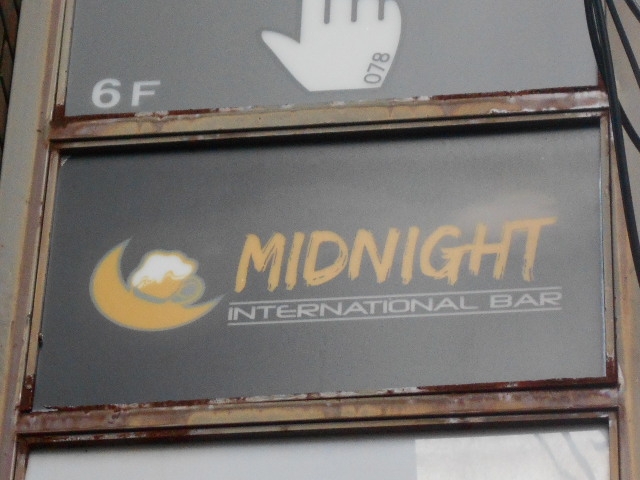 078
6F
MIDNIGHT
INTERNATIONAL BAR